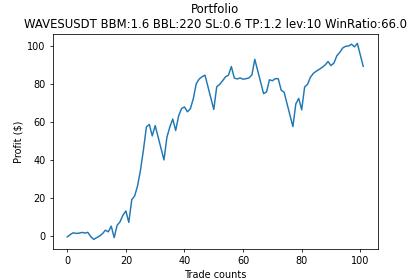 Portfolio
WAVESUSDT BBM:1.6 BBL:220 SL:0.6 TP:1.2 lev:10 WinRatio:66.0
100
80
60
40
20
0
Profit ($)
0 20 40 60 80 100
Trade counts